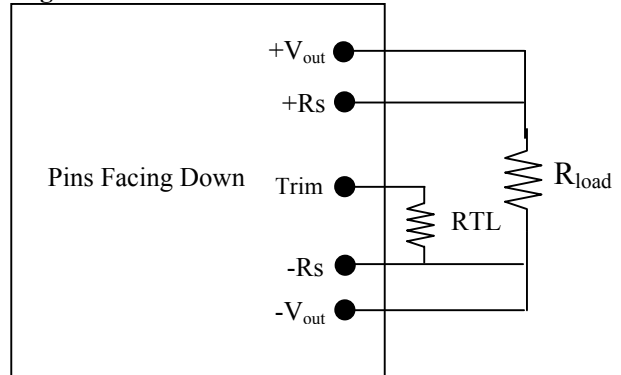 +Vout
+Rs
Pins Facing Down
Trim
Rload
RTL
-Rs
-Vout